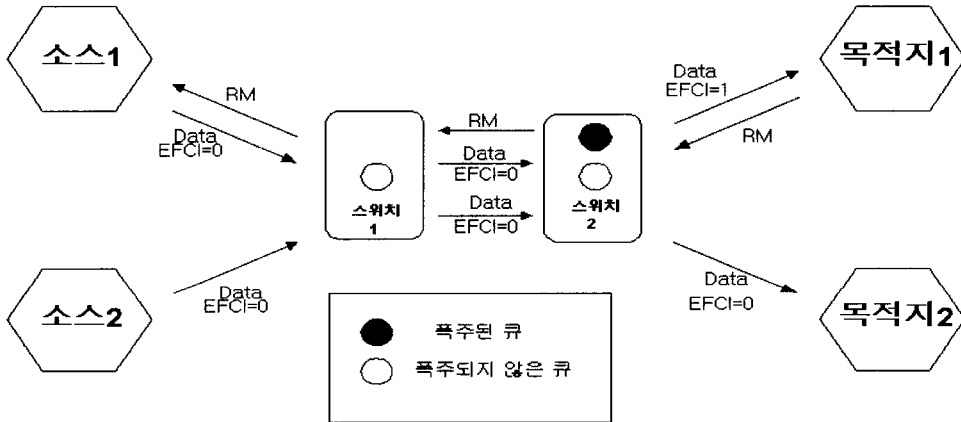 소스1
목적지1
RM
Data
EFCI=0
RM
Data
EFCI=0
Data
EFCI=0
Data
EFCI=1
RM
스위치
1
스위치
2
소스2
Data
EFCI=0
Data
EFCI=0
목적지2
폭주된 큐
폭주되지 않은 큐